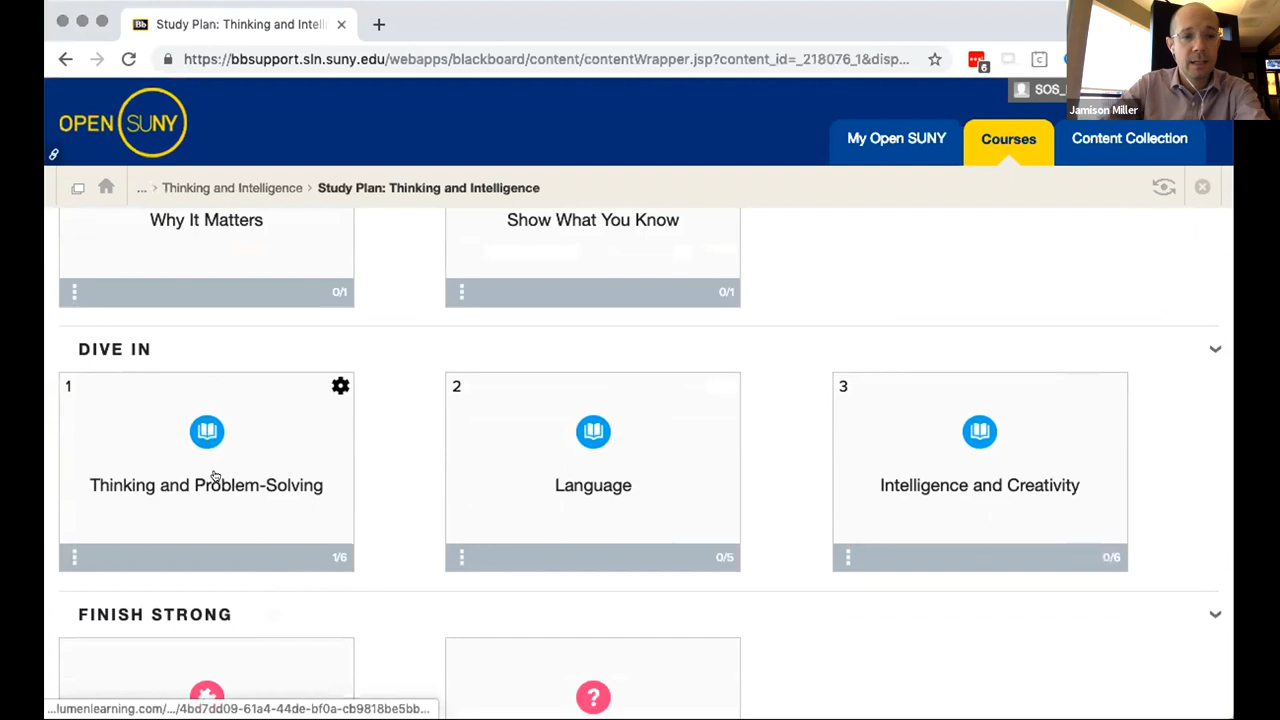 Study Plan: Thinking and Intelli
https://bbsupport.sln.suny.edu/webapps/blackboard/content/contentWrapper.jsp?content_id=_218076_1&disp...
6
Jamison Miller
OPEN SUNY
SOS_
My Open SUNY
Courses
Content Collection
... > Thinking and Intelligence > Study Plan: Thinking and Intelligence
Why It Matters
Show What You Know
0/1
0/1
DIVE IN
1
2
3
Thinking and Problem-Solving
Language
Intelligence and Creativity
1/6
0/5
0/6
FINISH STRONG
?
...lumenlearning.com/.../4bd7dd09-61a4-44de-bf0a-cb9818be5bb...